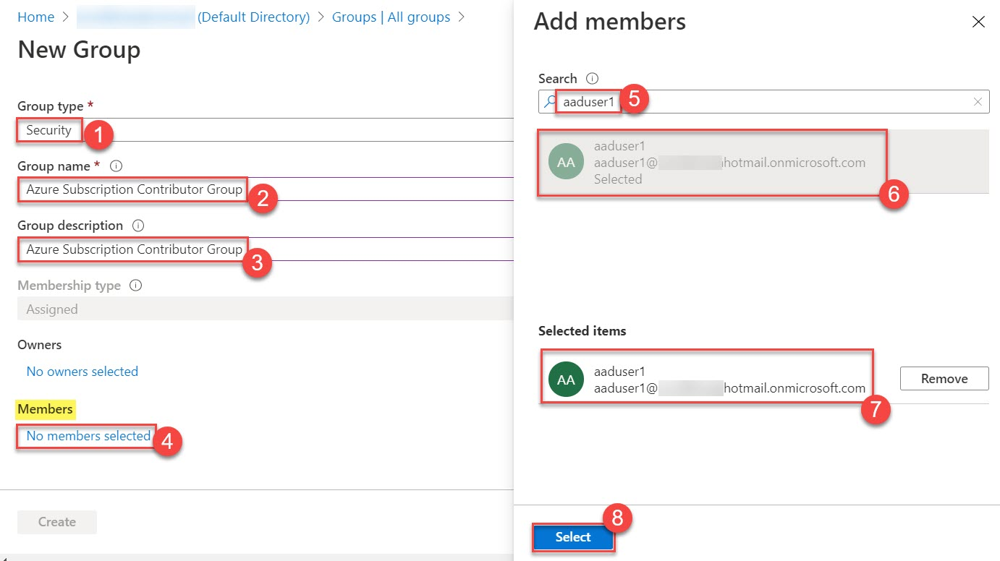 Home > (Default Directory) > Groups | All groups >
New Group
Group type *
Security
1
Group name *
Azure Subscription Contributor Group
2
Group description
Azure Subscription Contributor Group
3
Membership type
Assigned
Owners
No owners selected
Members
No members selected
4
Create
Add members
Search
aaduser1
5
AA
aaduser1
aaduser1@ hotmail.onmicrosoft.com
Selected
6
Selected items
AA
aaduser1
aaduser1@ hotmail.onmicrosoft.com
Remove
7
8
Select